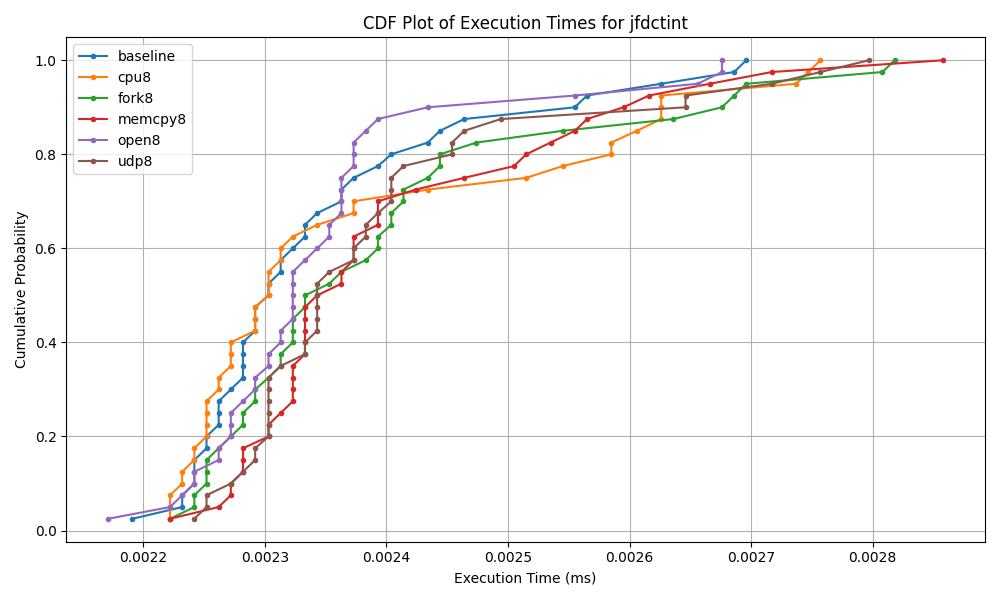 CDF Plot of Execution Times for jfdctint
baseline
cpu8
fork8
memcpy8
open8
udp8
Cumulative Probability
1.0
0.8
0.6
0.4
0.2
0.0
0.0022 0.0023 0.0024 0.0025 0.0026 0.0027 0.0028
Execution Time (ms)